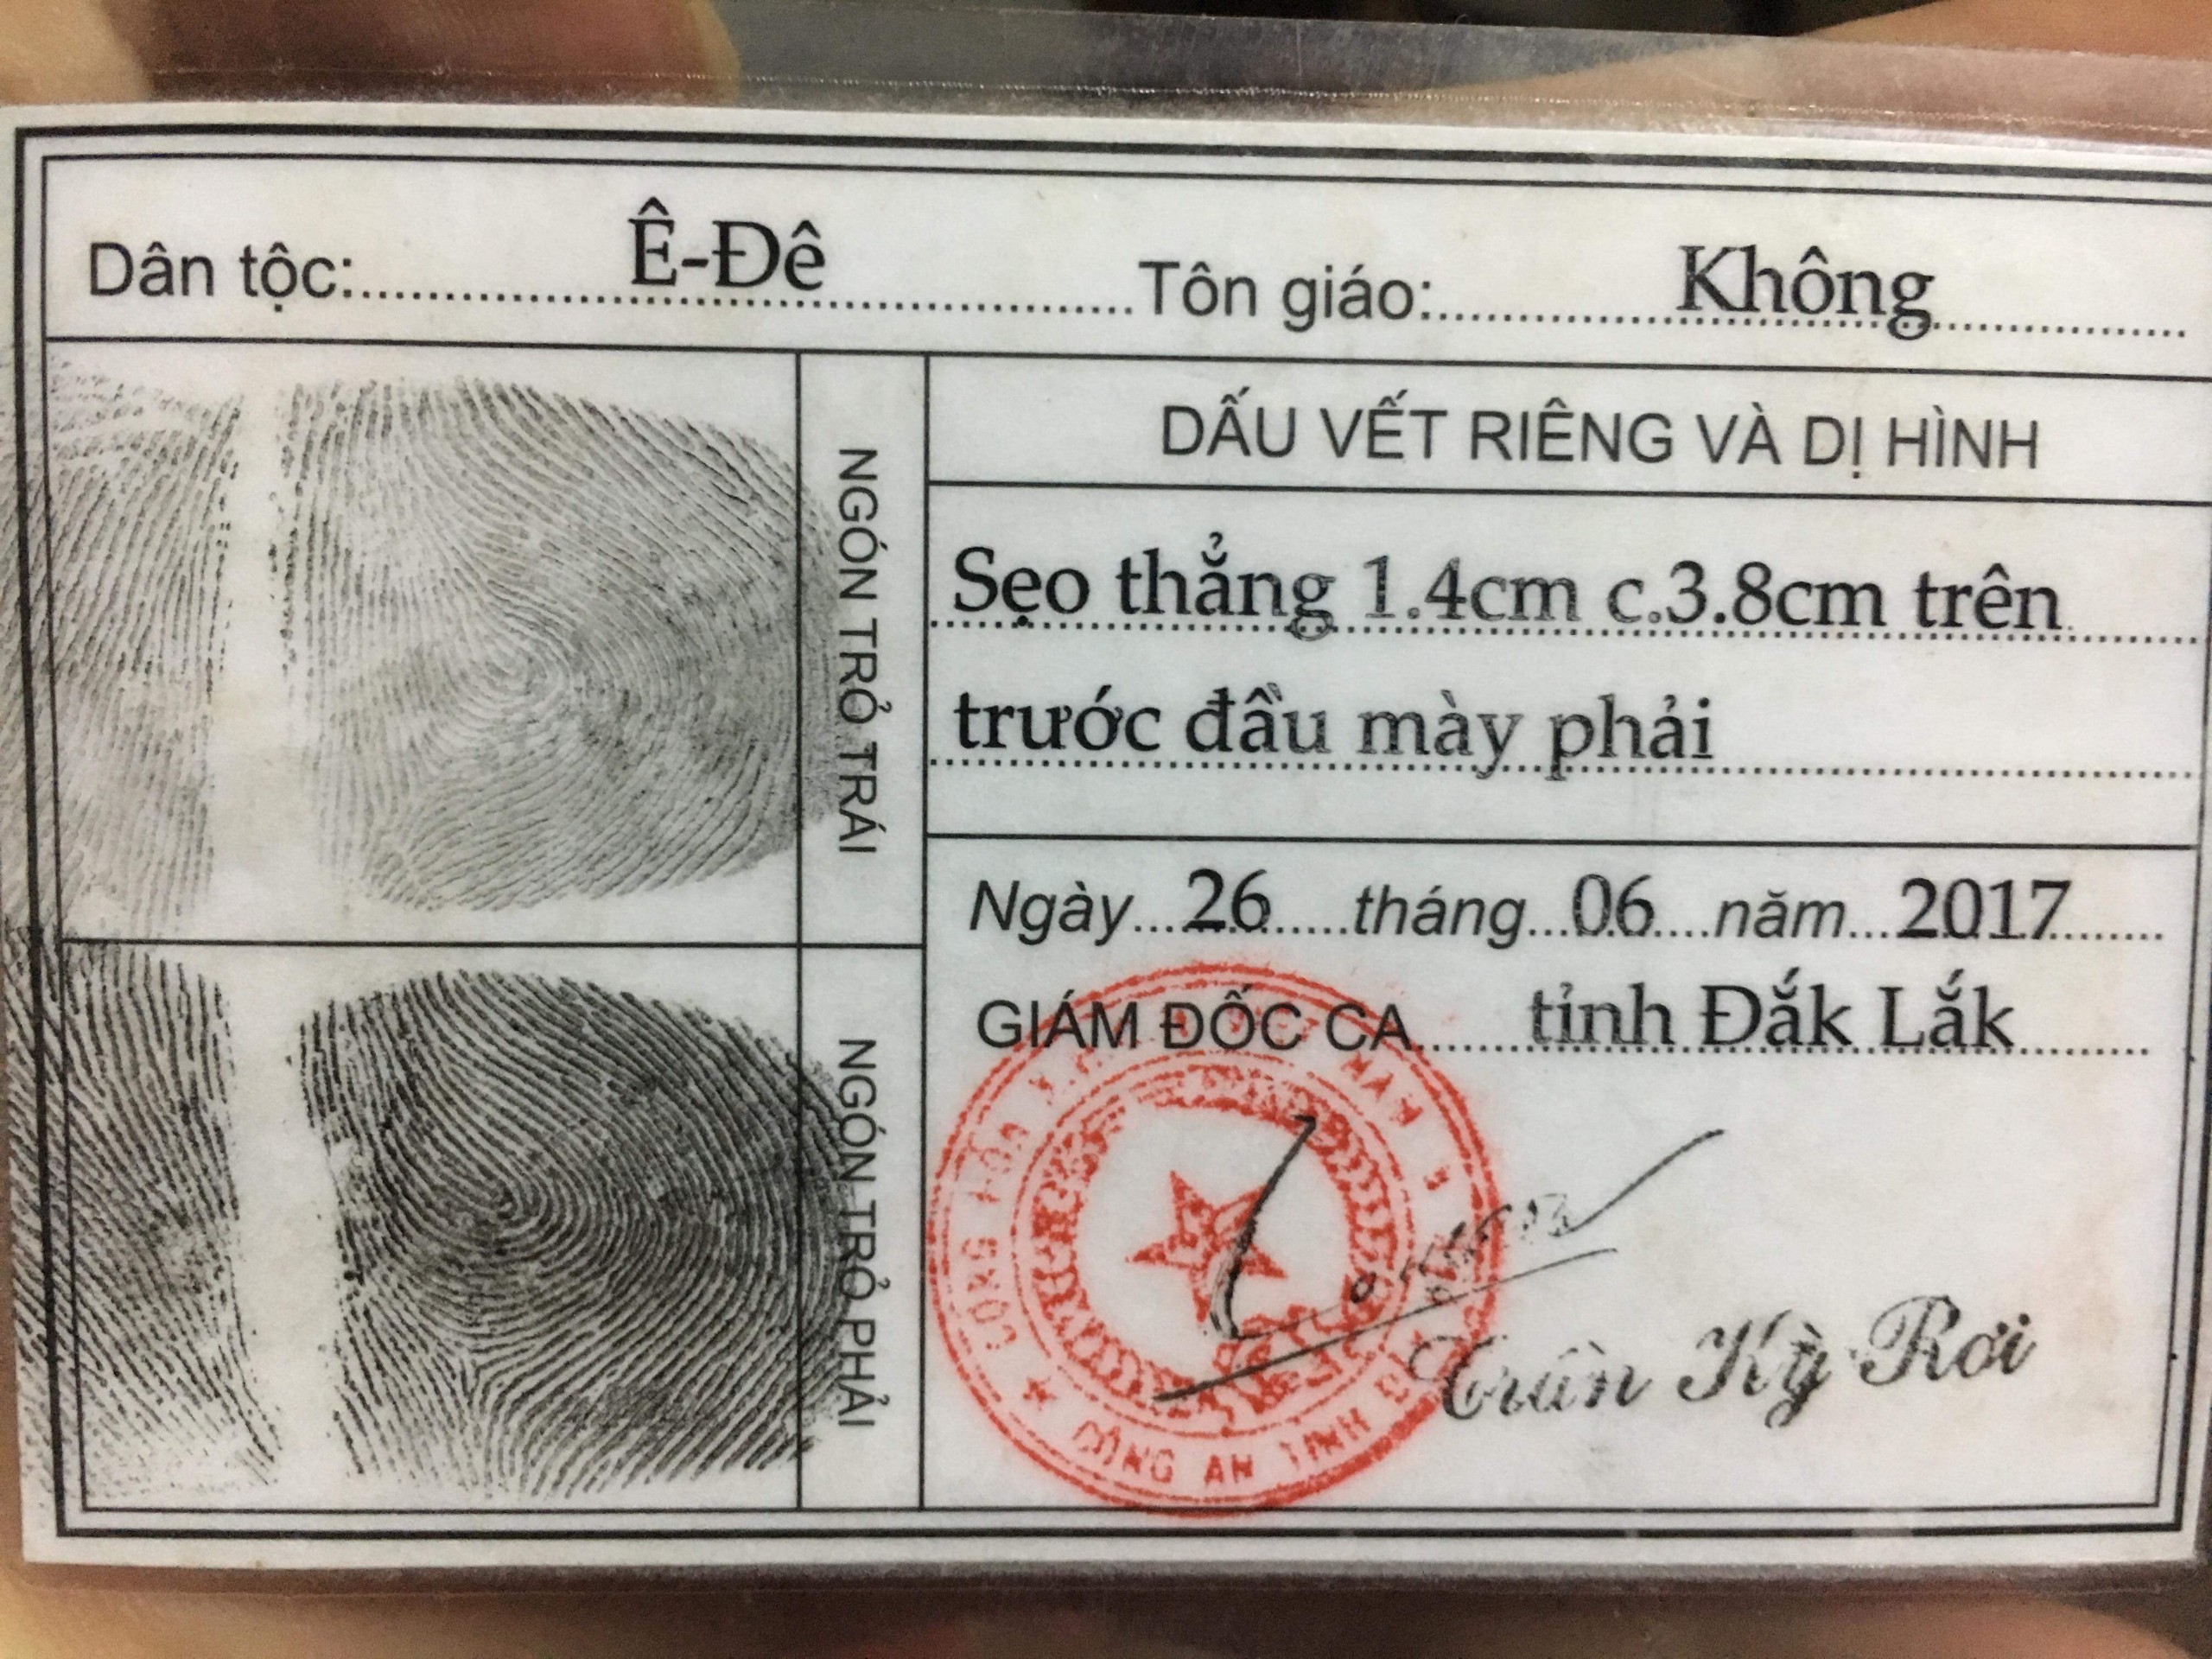 Dân tộc: Ê-Đê Tôn giáo: Không
NGÓN TRỎ TRÁI
DẤU VẾT RIÊNG VÀ DỊ HÌNH
Sẹo thẳng 1.4cm c.3.8cm trên
trước đầu mày phải
Ngày 26 tháng 06 năm 2017
NGÓN TRỎ PHẢI
GIÁM ĐỐC CA tỉnh Đắk Lắk
CÔNG AN TỈNH
Trần Kỳ Rơi